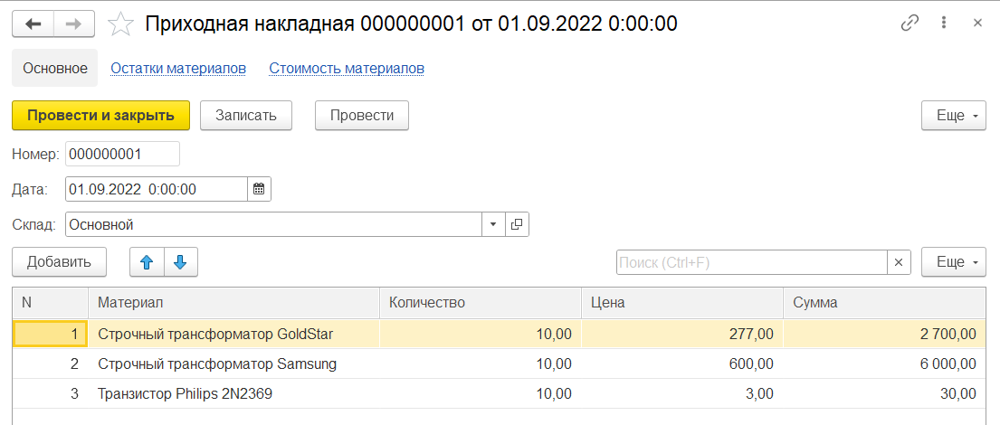 Приходная накладная 000000001 от 01.09.2022 0:00:00
Основное Остатки материалов Стоимость материалов
Провести и закрыть Записать Провести Еще
Номер: 000000001
Дата: 01.09.2022 0:00:00
Склад: Основной
Добавить Поиск (Ctrl+F) Еще
N Материал Количество Цена Сумма
1 Строчный трансформатор GoldStar 10,00 277,00 2 700,00
2 Строчный трансформатор Samsung 10,00 600,00 6 000,00
3 Транзистор Philips 2N2369 10,00 3,00 30,00